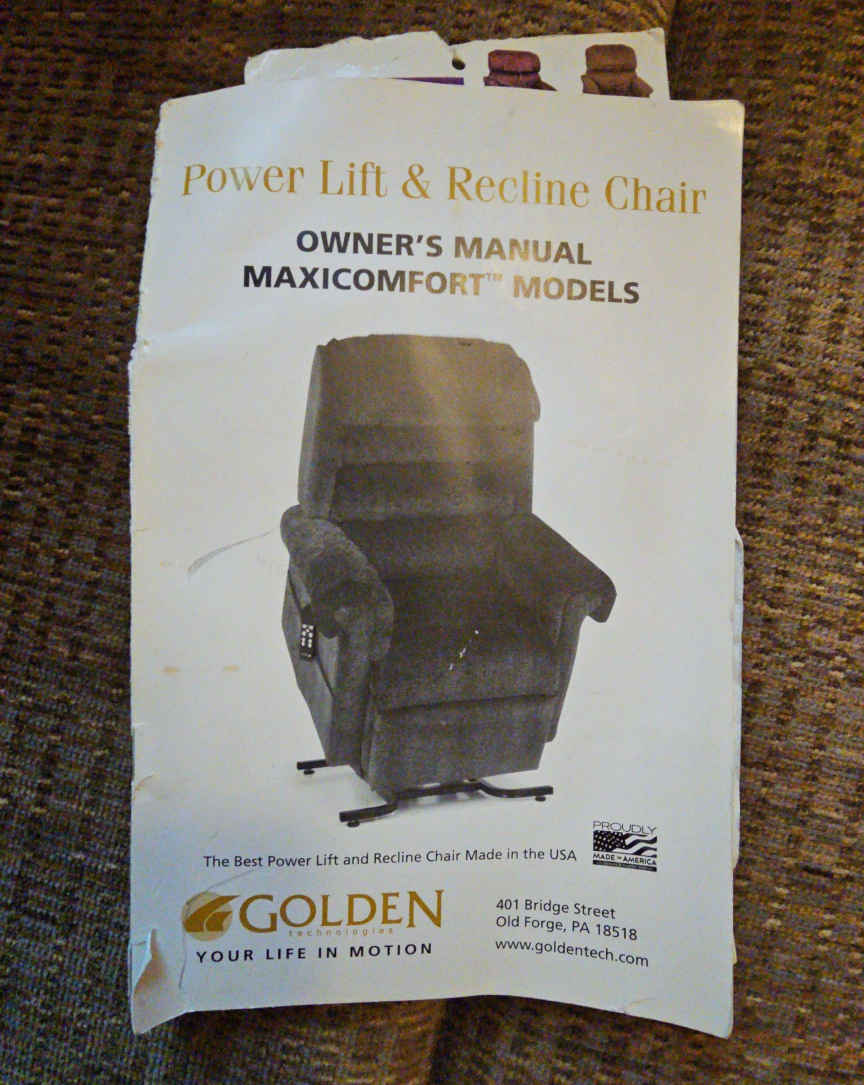 Power Lift & Recline Chair
OWNER'S MANUAL
MAXICOMFORT™ MODELS
PROUDLY
MADE IN AMERICA
The Best Power Lift and Recline Chair Made in the USA
GOLDEN
technologies
YOUR LIFE IN MOTION
401 Bridge Street
Old Forge, PA 18518
www.goldentech.com